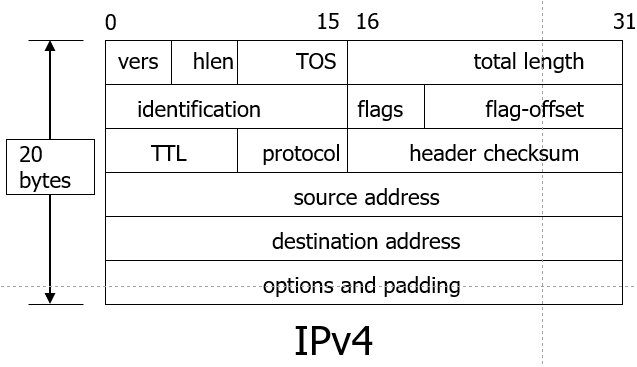 0 15 16 31
vers hlen TOS total length
identification flags flag-offset
TTL protocol header checksum
20
bytes
source address
destination address
options and padding
IPv4